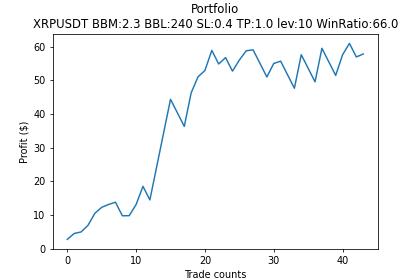 Portfolio
XRPUSDT BBM:2.3 BBL:240 SL:0.4 TP:1.0 lev:10 WinRatio:66.0
60
50
40
30
20
10
0
Profit ($)
0 10 20 30 40
Trade counts